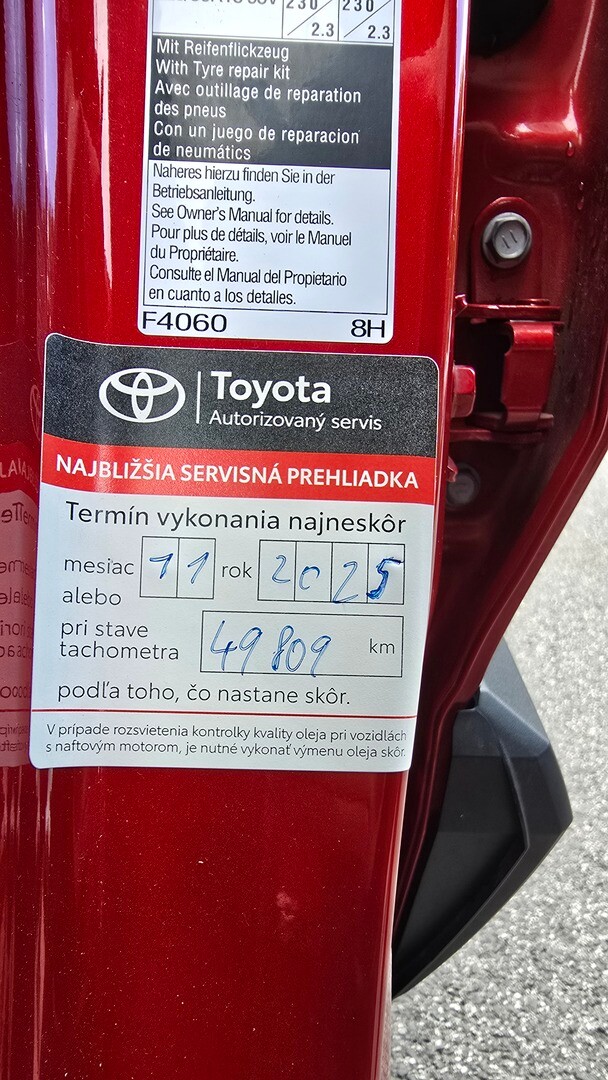 230 230
2.3 2.3
Mit Reifenflickzeug
With Tyre repair kit
Avec outillage de reparation
des pneus
Con un juego de reparacion
de neumátics
Naheres hierzu finden Sie in der
Betriebsanleitung.
See Owner's Manual for details.
Pour plus de détails, voir le Manuel
du Propriétaire.
Consulte el Manual del Propietario
en cuanto a los detalles.
F4060 8H
Toyota
Autorizovaný servis
NAJBLIŽŠIA SERVISNÁ PREHLIADKA
Termín vykonania najneskôr
mesiac 11 rok 2025
alebo
pri stave
tachometra 49809 km
podľa toho, čo nastane skôr.
V prípade rozsvietenia kontrolky kvality oleja pri vozidlách
s naftovým motorom, je nutné vykonať výmenu oleja skôr.